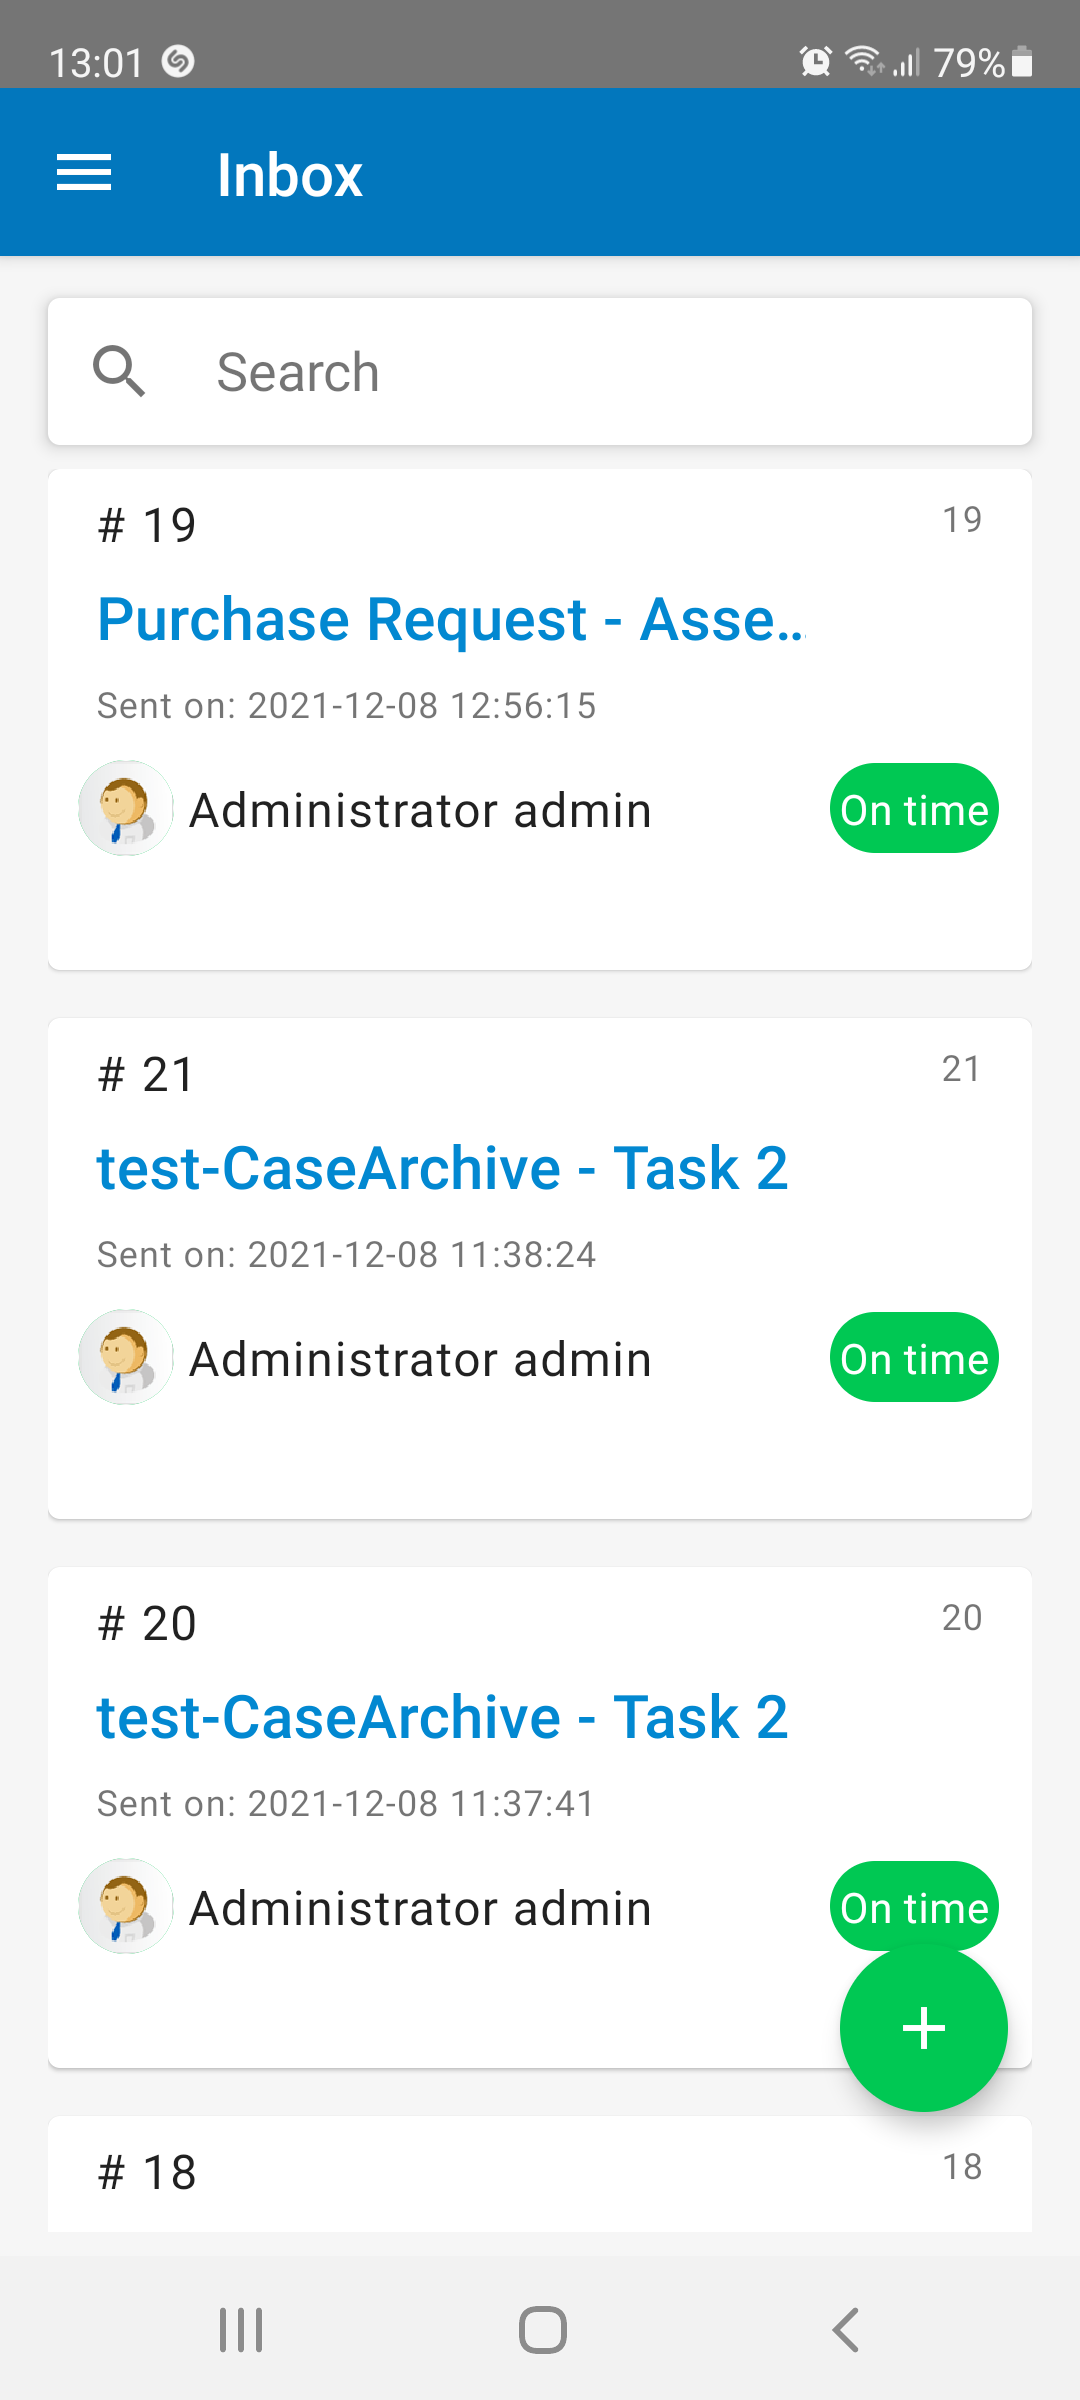 13:01 79%
Inbox
Search
# 19 19
Purchase Request - Asse...
Sent on: 2021-12-08 12:56:15
Administrator admin On time
# 21 21
test-CaseArchive - Task 2
Sent on: 2021-12-08 11:38:24
Administrator admin On time
# 20 20
test-CaseArchive - Task 2
Sent on: 2021-12-08 11:37:41
Administrator admin On time
+
# 18 18